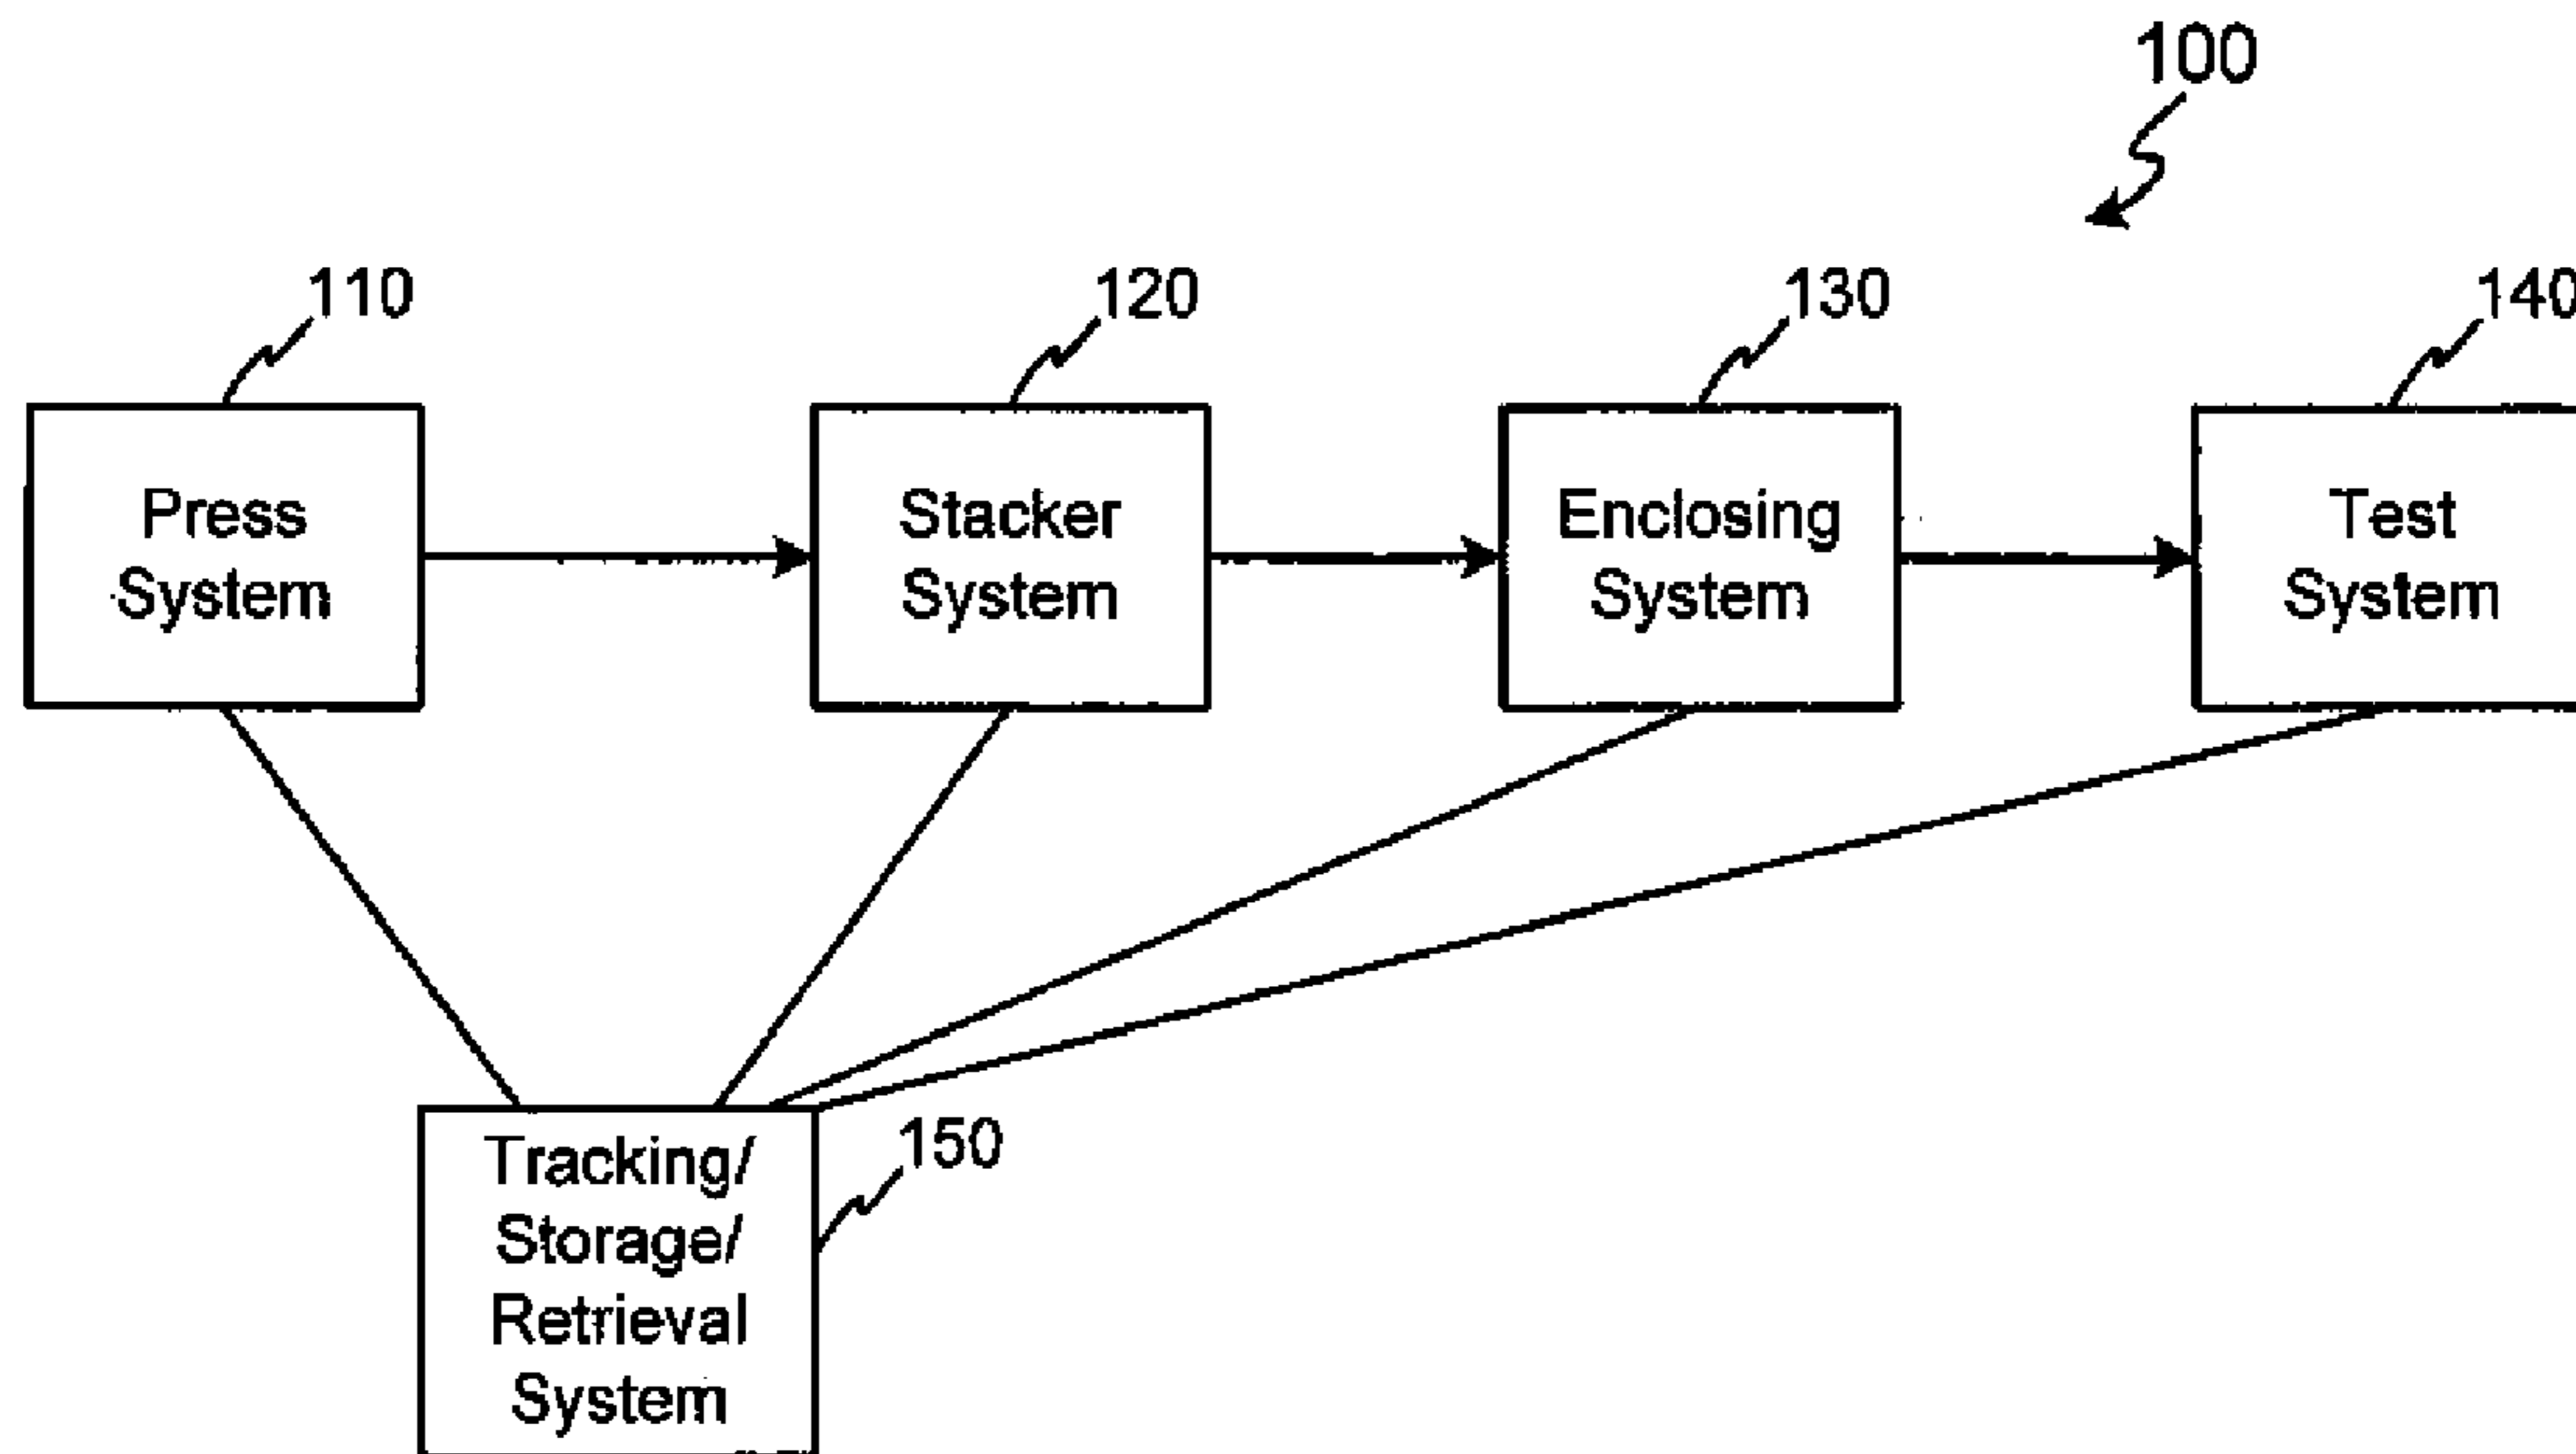 100
110
120
130
140
Press
System
Stacker
System
Enclosing
System
Test
System
150
Tracking/
Storage/
Retrieval
System